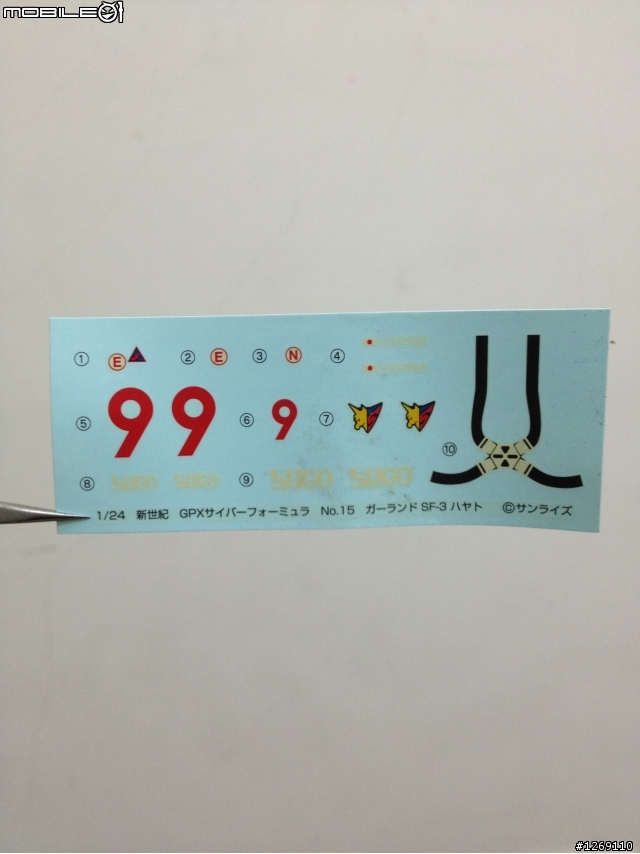 MOBILE01
① E ② E ③ N ④
⑤ 9 9 ⑥ 9 ⑦
⑧ SUGO SUGO ⑨ SUGO SUGO ⑩
1/24 新世紀 GPXサイバーフォーミュラ No.15 ガーランド SF-3 ハヤト ©サンライズ
#1269110